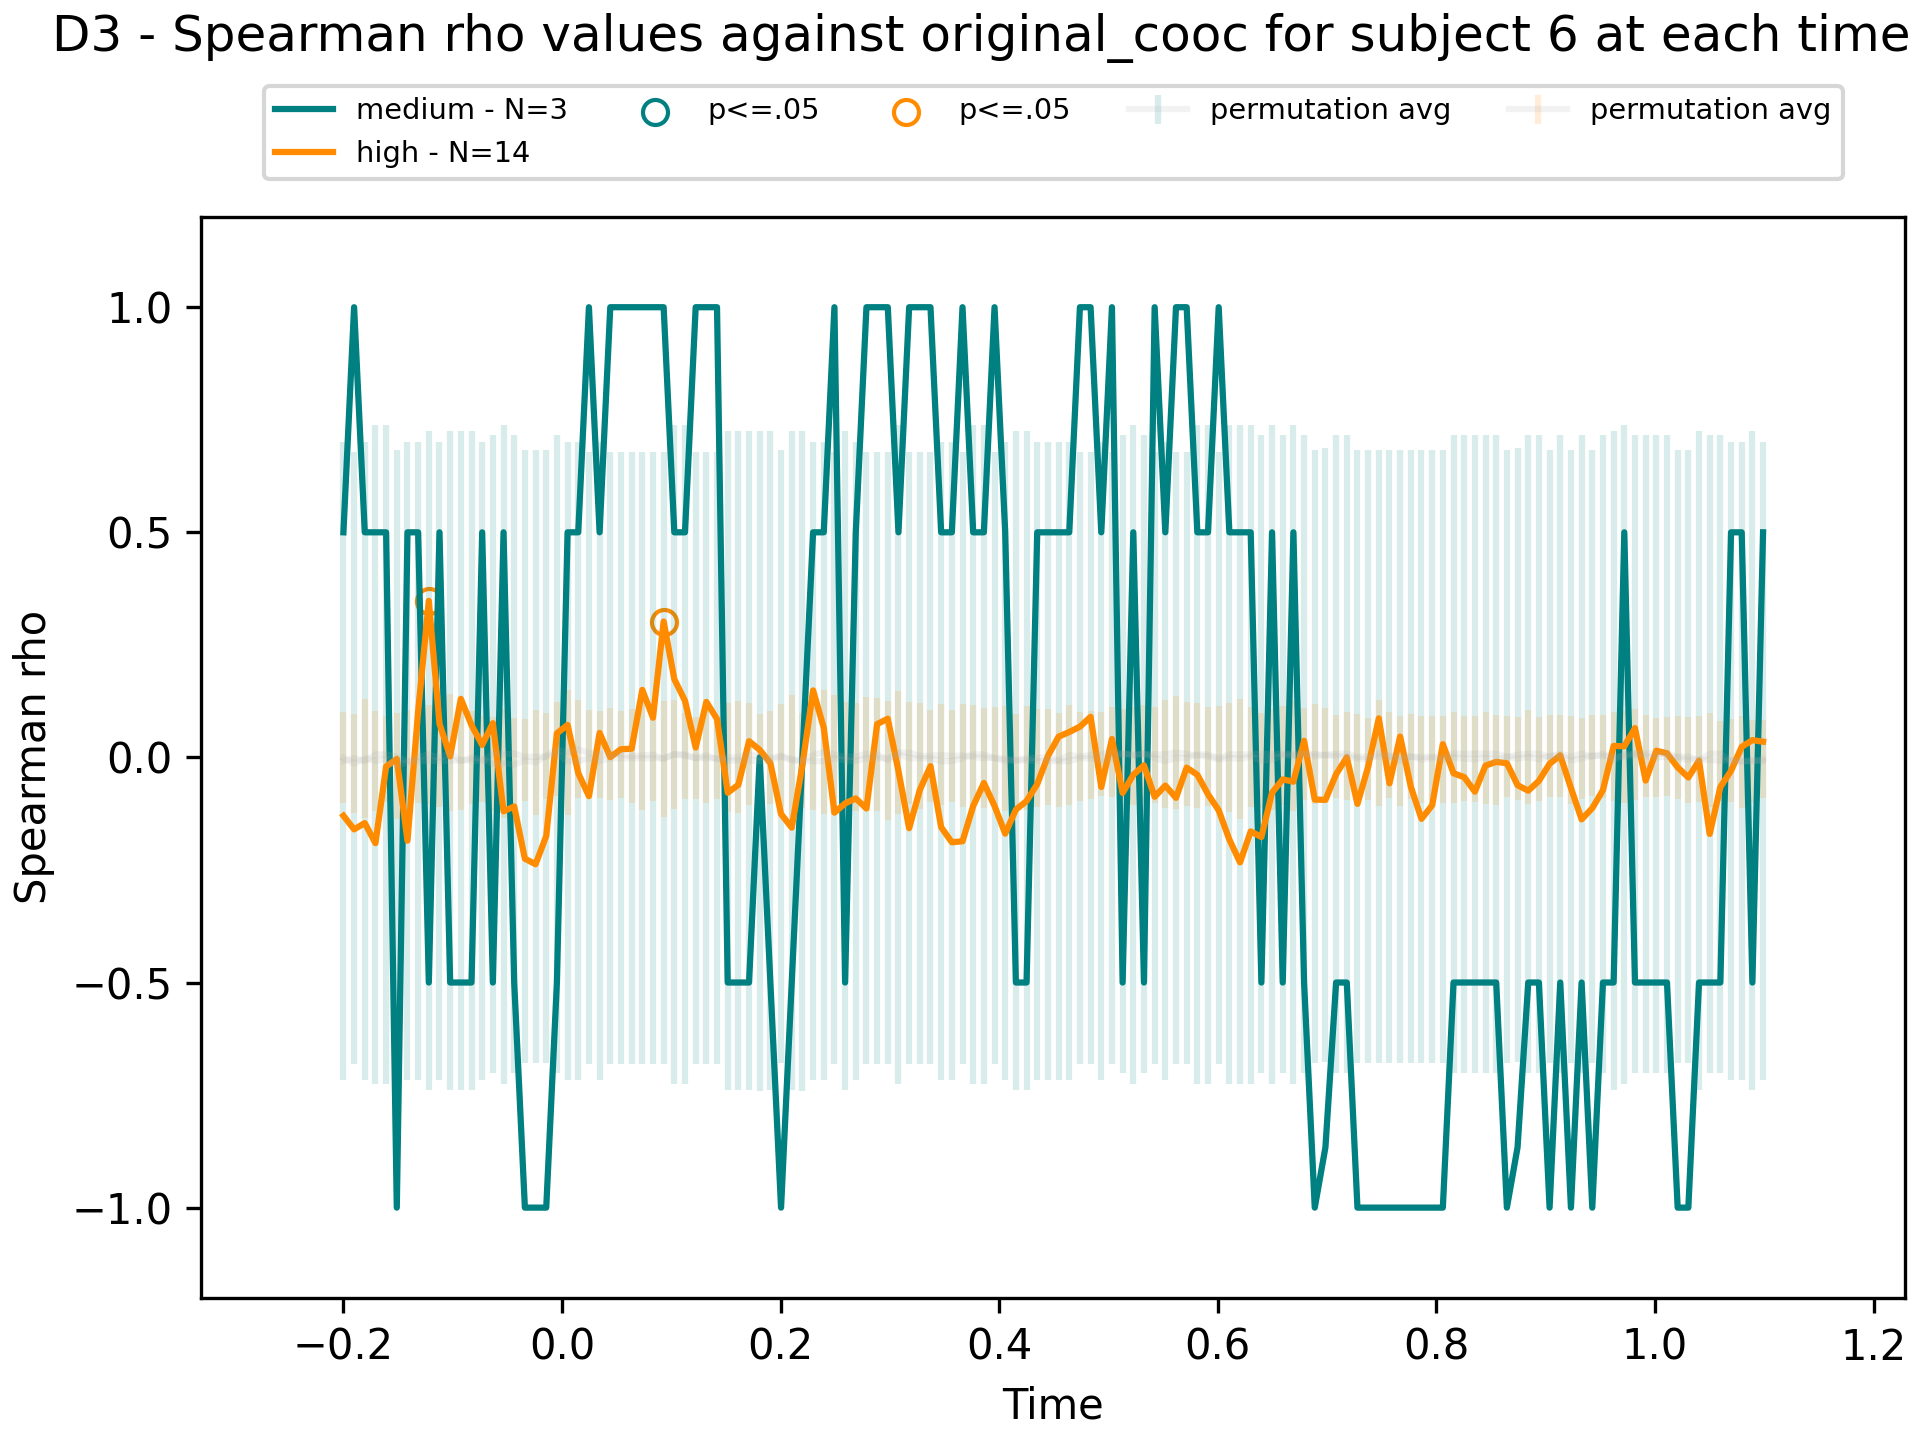 D3 - Spearman rho values against original_cooc for subject 6 at each time
medium - N=3
high - N=14
p<=.05
p<=.05
permutation avg
permutation avg
Spearman rho
1.0
0.5
0.0
−0.5
−1.0
−0.2
0.0
0.2
0.4
0.6
0.8
1.0
1.2
Time